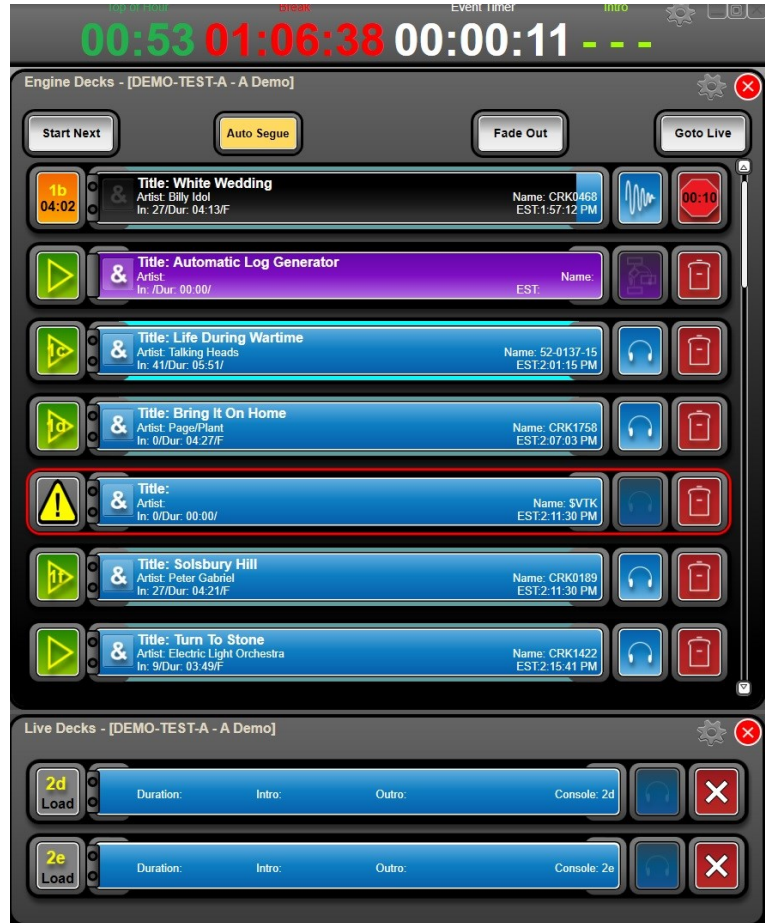 Top of Hour Break Event Timer Intro
00:53 01:06:38 00:00:11 - - -
Engine Decks - [DEMO-TEST-A - A Demo]
Start Next Auto Segue Fade Out Goto Live
1b
04:02
&
Title: White Wedding
Artist: Billy Idol Name: CRK0468
In: 27/Dur: 04:13/F EST:1:57:12 PM
00:10
&
Title: Automatic Log Generator
Artist: Name:
In: /Dur: 00:00/ EST:
1c
&
Title: Life During Wartime
Artist: Talking Heads Name: 52-0137-15
In: 41/Dur: 05:51/ EST:2:01:15 PM
1d
&
Title: Bring It On Home
Artist: Page/Plant Name: CRK1758
In: 0/Dur: 04:27/F EST:2:07:03 PM
&
Title:
Artist: Name: $VTK
In: 0/Dur: 00:00/ EST:2:11:30 PM
&
Title: Solsbury Hill
Artist: Peter Gabriel Name: CRK0189
In: 27/Dur: 04:21/F EST:2:11:30 PM
&
Title: Turn To Stone
Artist: Electric Light Orchestra Name: CRK1422
In: 9/Dur: 03:49/F EST:2:15:41 PM
Live Decks - [DEMO-TEST-A - A Demo]
2d
Load
Duration: Intro: Outro: Console: 2d
2e
Load
Duration: Intro: Outro: Console: 2e